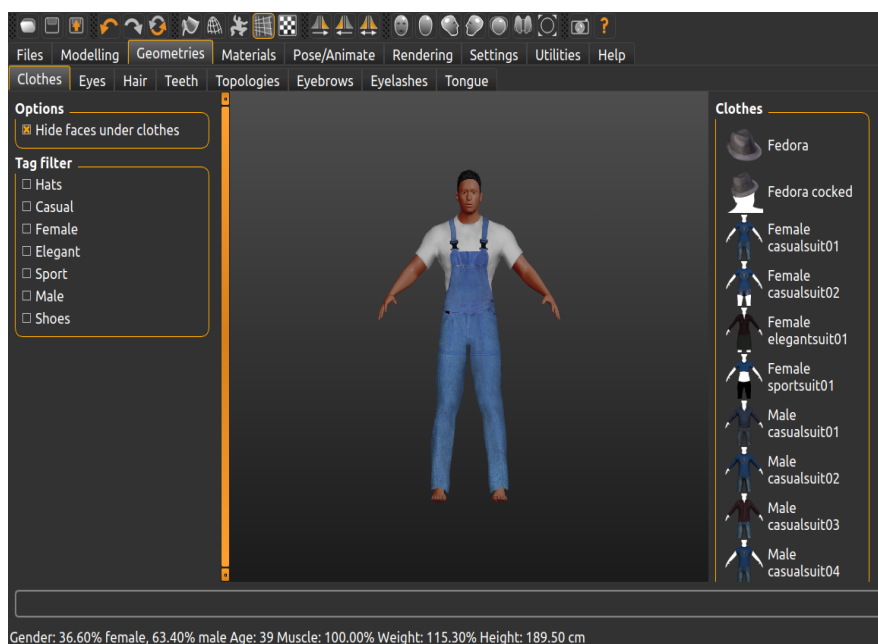 Files Modelling Geometries Materials Pose/Animate Rendering Settings Utilities Help
Clothes Eyes Hair Teeth Topologies Eyebrows Eyelashes Tongue
Options
Hide faces under clothes
Tag filter
Hats
Casual
Female
Elegant
Sport
Male
Shoes
Clothes
Fedora
Fedora cocked
Female
casualsuit01
Female
casualsuit02
Female
elegantsuit01
Female
sportsuit01
Male
casualsuit01
Male
casualsuit02
Male
casualsuit03
Male
casualsuit04
Gender: 36.60% female, 63.40% male Age: 39 Muscle: 100.00% Weight: 115.30% Height: 189.50 cm